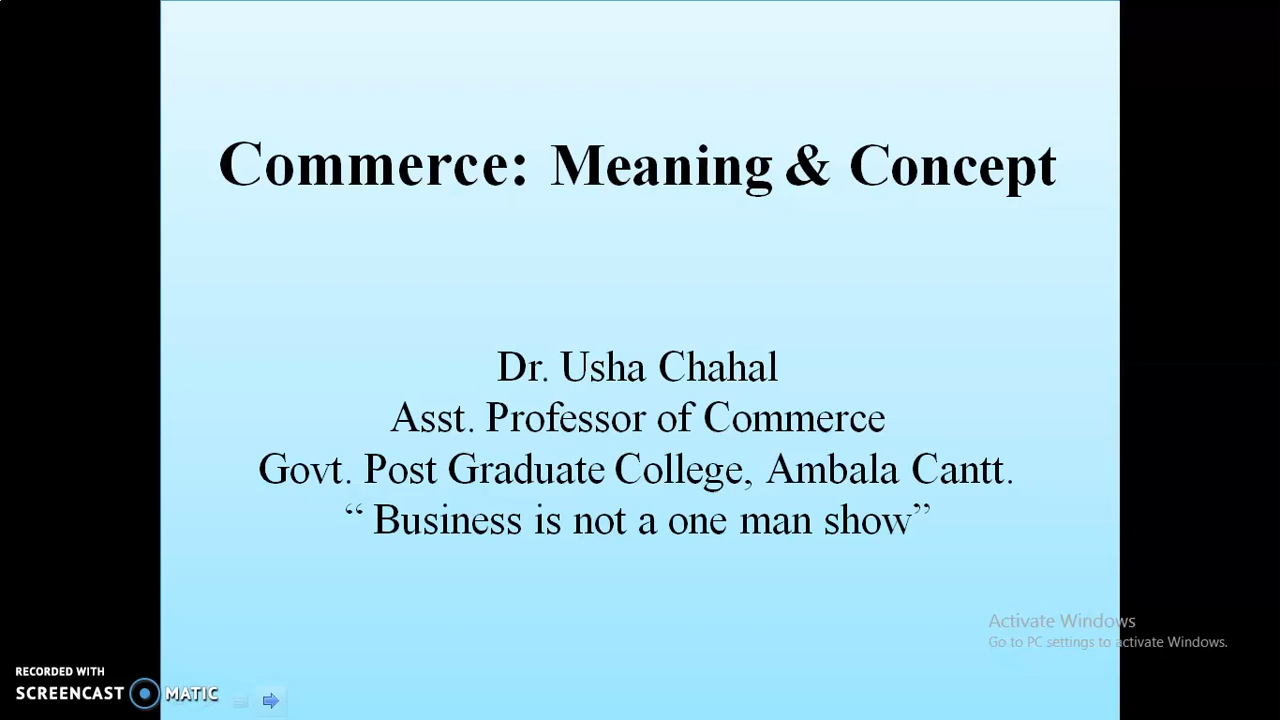 Commerce: Meaning & Concept
Dr. Usha Chahal
Asst. Professor of Commerce
Govt. Post Graduate College, Ambala Cantt.
“ Business is not a one man show”
Activate Windows
Go to PC settings to activate Windows.
RECORDED WITH
SCREENCAST MATIC